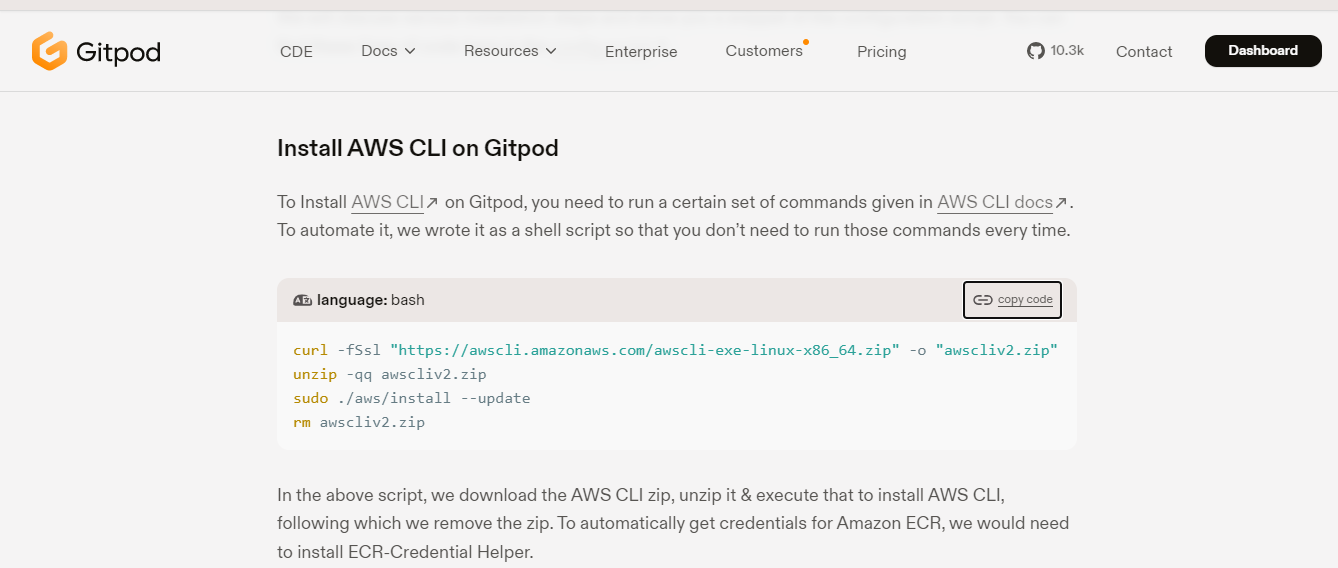 Gitpod
CDE
Docs
Resources
Enterprise
Customers
Pricing
10.3k
Contact
Dashboard
Install AWS CLI on Gitpod
To Install AWS CLI↗ on Gitpod, you need to run a certain set of commands given in AWS CLI docs↗.
To automate it, we wrote it as a shell script so that you don’t need to run those commands every time.
language: bash
copy code
curl -fSsl "https://awscli.amazonaws.com/awscli-exe-linux-x86_64.zip" -o "awscliv2.zip"
unzip -qq awscliv2.zip
sudo ./aws/install --update
rm awscliv2.zip
In the above script, we download the AWS CLI zip, unzip it & execute that to install AWS CLI,
following which we remove the zip. To automatically get credentials for Amazon ECR, we would need
to install ECR-Credential Helper.